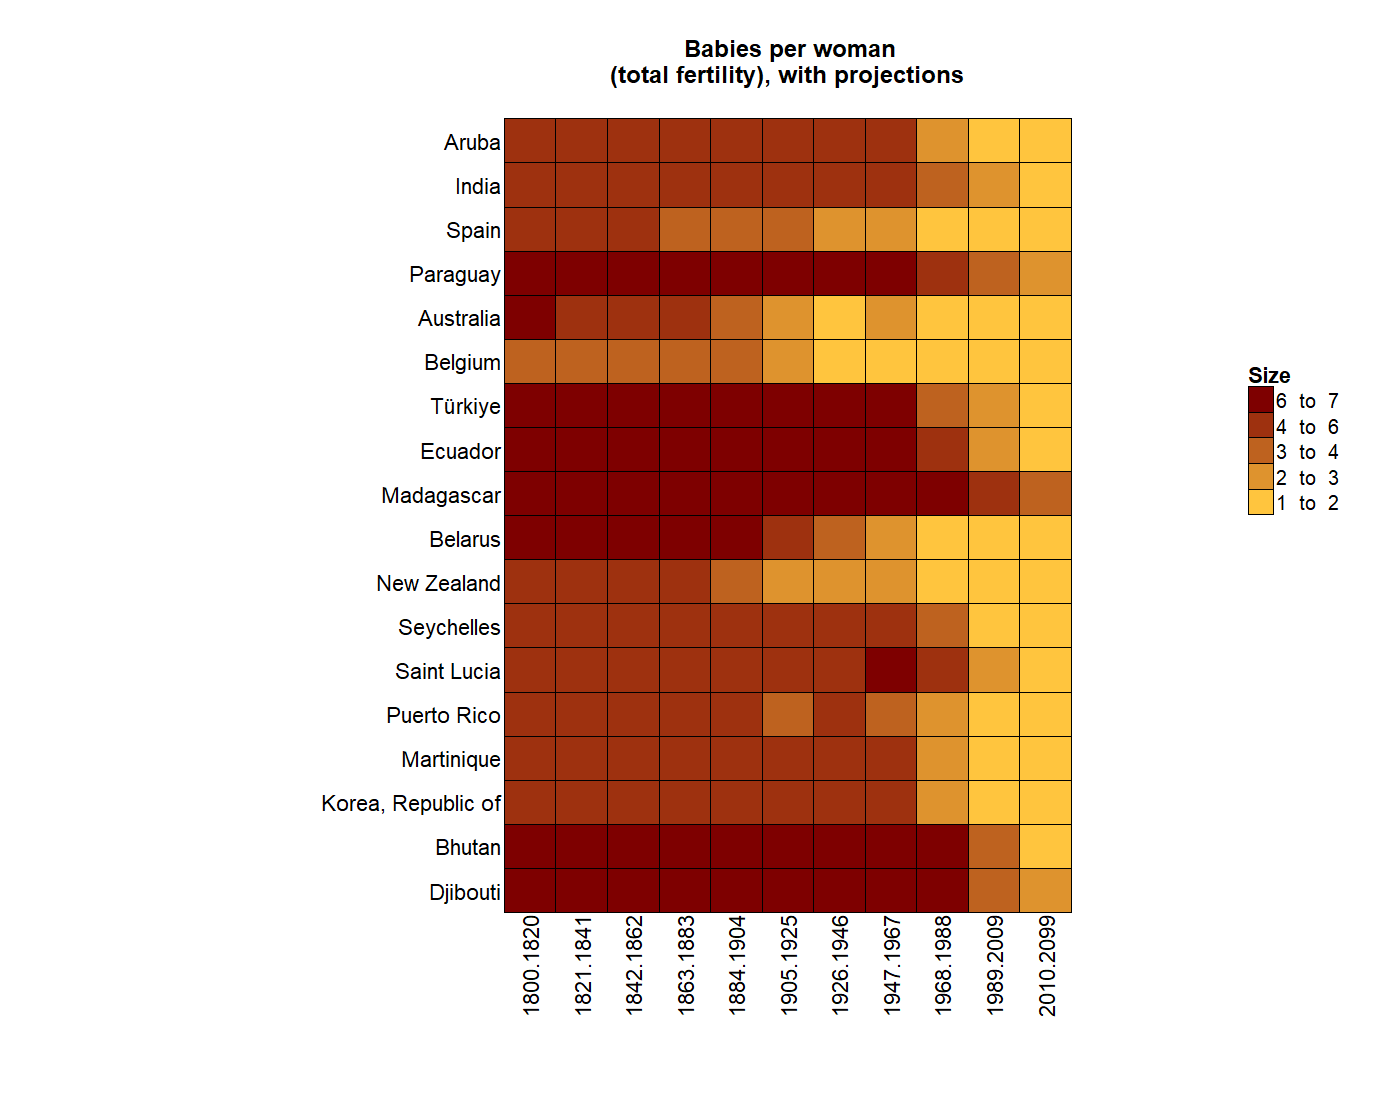 Babies per woman
(total fertility), with projections
Aruba
India
Spain
Paraguay
Australia
Belgium
Türkiye
Ecuador
Madagascar
Belarus
New Zealand
Seychelles
Saint Lucia
Puerto Rico
Martinique
Korea, Republic of
Bhutan
Djibouti
1800.1820
1821.1841
1842.1862
1863.1883
1884.1904
1905.1925
1926.1946
1947.1967
1968.1988
1989.2009
2010.2099
Size
6 to 7
4 to 6
3 to 4
2 to 3
1 to 2